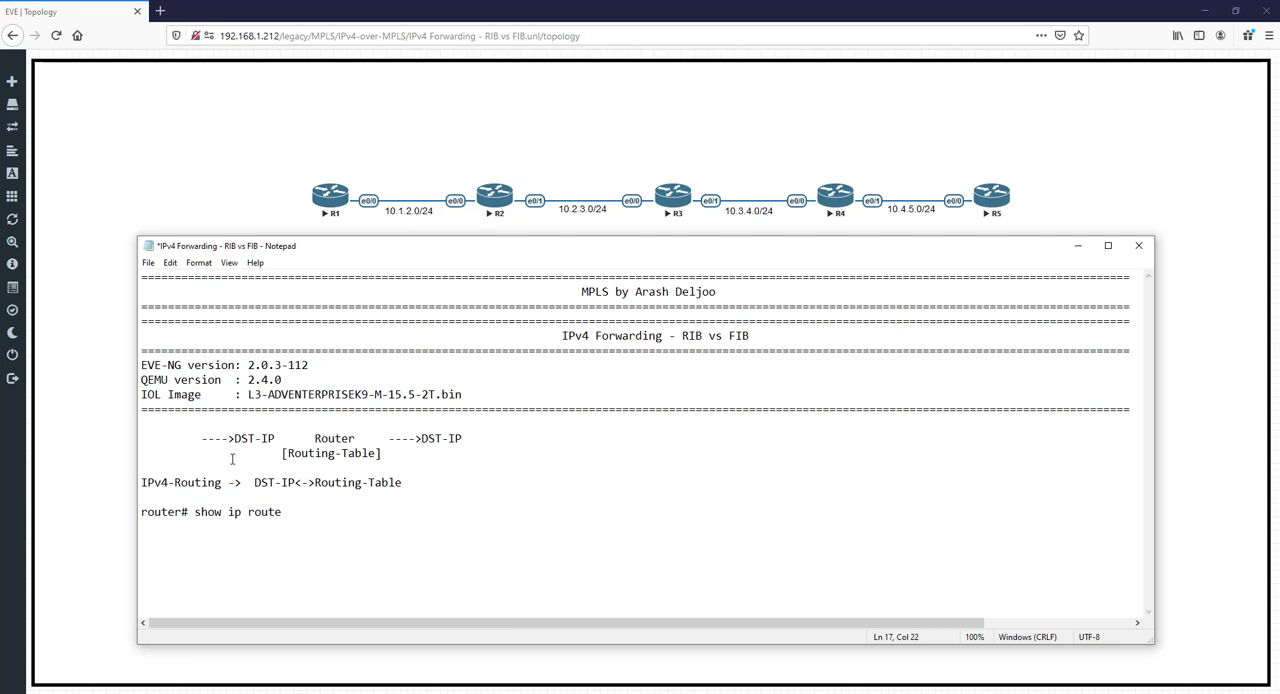 EVE | Topology
192.168.1.212/legacy/MPLS/IPv4-over-MPLS/IPv4 Forwarding - RIB vs FIB.unl/topology
e0/0 e0/0 e0/1 e0/0 e0/1 e0/0 e0/1 e0/0
10.1.2.0/24 10.2.3.0/24 10.3.4.0/24 10.4.5.0/24
R1 R2 R3 R4 R5
*IPv4 Forwarding - RIB vs FIB - Notepad
File Edit Format View Help
====================================================================================================================================================
MPLS by Arash Deljoo
====================================================================================================================================================
====================================================================================================================================================
IPv4 Forwarding - RIB vs FIB
====================================================================================================================================================
EVE-NG version: 2.0.3-112
QEMU version : 2.4.0
IOL Image : L3-ADVENTERPRISEK9-M-15.5-2T.bin
====================================================================================================================================================
---->DST-IP Router ---->DST-IP
[Routing-Table]
IPv4-Routing -> DST-IP<->Routing-Table
router# show ip route
Ln 17, Col 22 100% Windows (CRLF) UTF-8